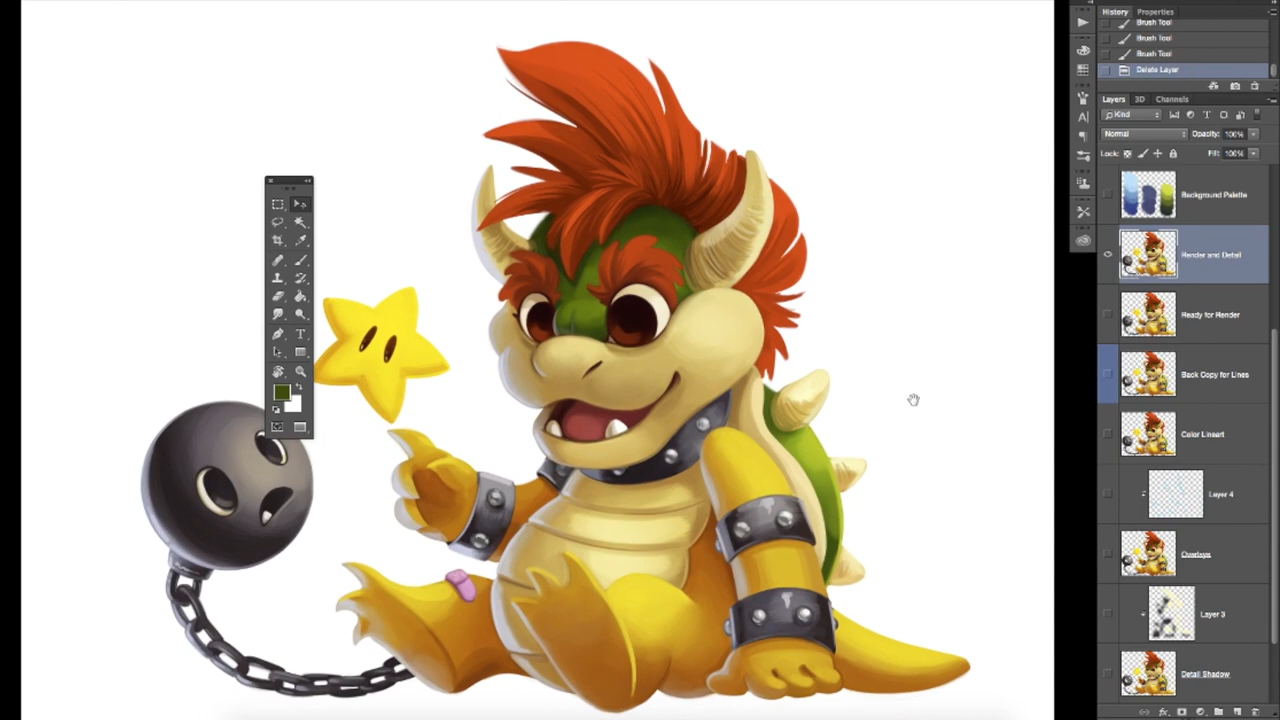 History Properties
Brush Tool
Brush Tool
Brush Tool
Delete Layer
Layers 3D Channels
Kind
Normal Opacity: 100%
Lock: Fill: 100%
Background Palette
Render and Detail
Ready for Render
Back Copy for Lines
Color Lineart
Layer 4
Overlays
Layer 3
Detail Shadow